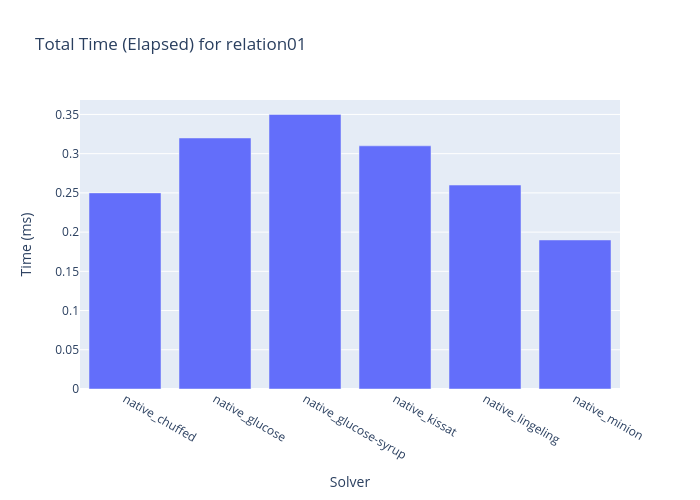 Total Time (Elapsed) for relation01
Time (ms)
0.35
0.3
0.25
0.2
0.15
0.1
0.05
0
native_chuffed
native_glucose
native_glucose-syrup
native_kissat
native_lingeling
native_minion
Solver